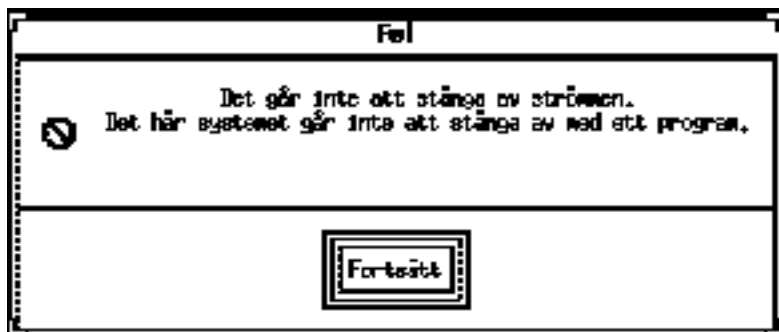 Fel
Det går inte att stänga av strömmen.
Det här systemet går inte att stänga av med ett program.
Fortsätt